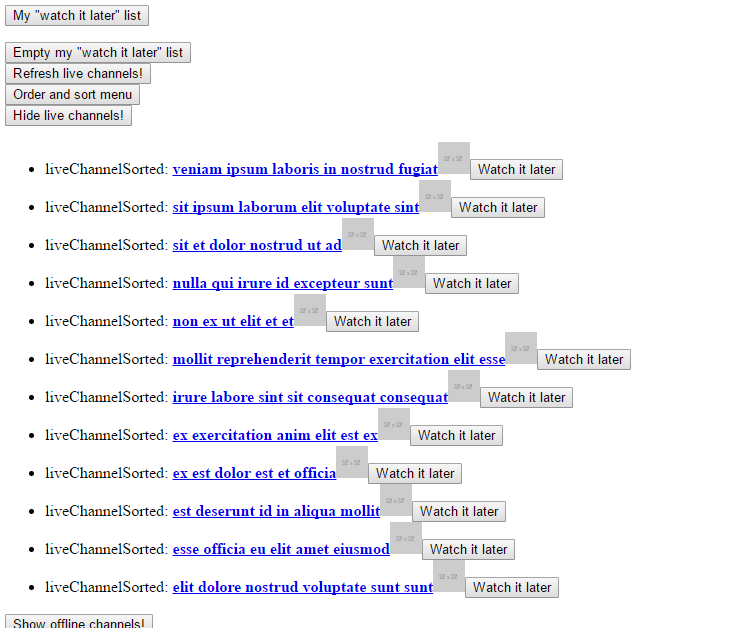 My "watch it later" list
Empty my "watch it later" list
Refresh live channels!
Order and sort menu
Hide live channels!
liveChannelSorted: veniam ipsum laboris in nostrud fugiat 32 x 32 Watch it later
liveChannelSorted: sit ipsum laborum elit voluptate sint 32 x 32 Watch it later
liveChannelSorted: sit et dolor nostrud ut ad 32 x 32 Watch it later
liveChannelSorted: nulla qui irure id excepteur sunt 32 x 32 Watch it later
liveChannelSorted: non ex ut elit et et 32 x 32 Watch it later
liveChannelSorted: mollit reprehenderit tempor exercitation elit esse 32 x 32 Watch it later
liveChannelSorted: irure labore sint sit consequat consequat 32 x 32 Watch it later
liveChannelSorted: ex exercitation anim elit est ex 32 x 32 Watch it later
liveChannelSorted: ex est dolor est et officia 32 x 32 Watch it later
liveChannelSorted: est deserunt id in aliqua mollit 32 x 32 Watch it later
liveChannelSorted: esse officia eu elit amet eiusmod 32 x 32 Watch it later
liveChannelSorted: elit dolore nostrud voluptate sunt sunt 32 x 32 Watch it later
Show offline channels!